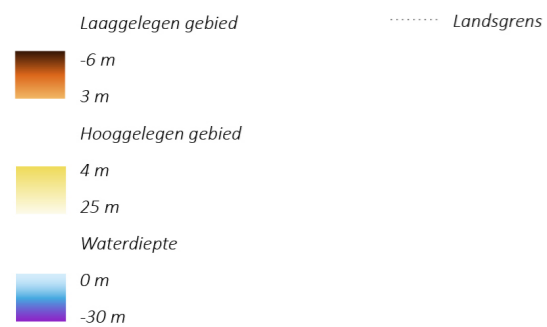 Laaggelegen gebied
-6 m
3 m
Hooggelegen gebied
4 m
25 m
Waterdiepte
0 m
-30 m
Landsgrens